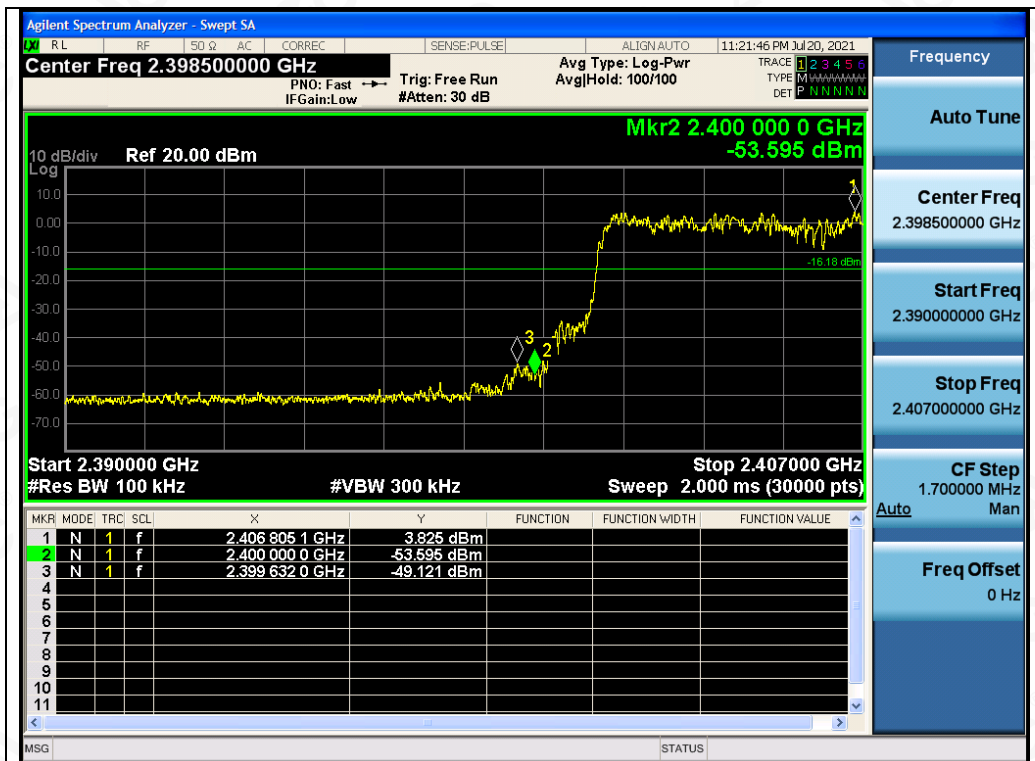 Agilent Spectrum Analyzer - Swept SA
LXI RL RF 50 Ω AC CORREC SENSE:PULSE ALIGN AUTO 11:21:46 PM Jul 20, 2021
Center Freq 2.398500000 GHz
PNO: Fast
IFGain:Low
Trig: Free Run
#Atten: 30 dB
Avg Type: Log-Pwr
Avg|Hold: 100/100
TRACE 1 2 3 4 5 6
TYPE M W W W W W
DET P N N N N N
Mkr2 2.400 000 0 GHz
-53.595 dBm
10 dB/div Ref 20.00 dBm
Log
10.0
0.00
-10.0
-20.0
-30.0
-40.0
-50.0
-60.0
-70.0
1
-16.18 dBm
3
2
Start 2.390000 GHz Stop 2.407000 GHz
#Res BW 100 kHz #VBW 300 kHz Sweep 2.000 ms (30000 pts)
MKR MODE TRC SCL X Y FUNCTION FUNCTION WIDTH FUNCTION VALUE
1 N 1 f 2.406 805 1 GHz 3.825 dBm
2 N 1 f 2.400 000 0 GHz -53.595 dBm
3 N 1 f 2.399 632 0 GHz -49.121 dBm
4
5
6
7
8
9
10
11
MSG STATUS
Frequency
Auto Tune
Center Freq
2.398500000 GHz
Start Freq
2.390000000 GHz
Stop Freq
2.407000000 GHz
CF Step
1.700000 MHz
Auto Man
Freq Offset
0 Hz